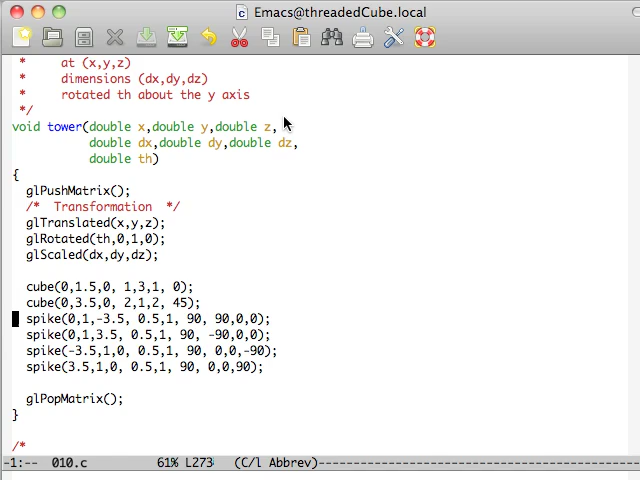 Emacs@threadedCube.local
*     at (x,y,z)
*     dimensions (dx,dy,dz)
*     rotated th about the y axis
*/
void tower(double x,double y,double z,
double dx,double dy,double dz,
double th)
{
glPushMatrix();
/*  Transformation  */
glTranslated(x,y,z);
glRotated(th,0,1,0);
glScaled(dx,dy,dz);
cube(0,1.5,0, 1,3,1, 0);
cube(0,3.5,0, 2,1,2, 45);
spike(0,1,-3.5, 0.5,1, 90, 90,0,0);
spike(0,1,3.5, 0.5,1, 90, -90,0,0);
spike(-3.5,1,0, 0.5,1, 90, 0,0,-90);
spike(3.5,1,0, 0.5,1, 90, 0,0,90);
glPopMatrix();
}
/*
-1:--  010.c          61% L273   (C/l Abbrev)--------------------------------------------